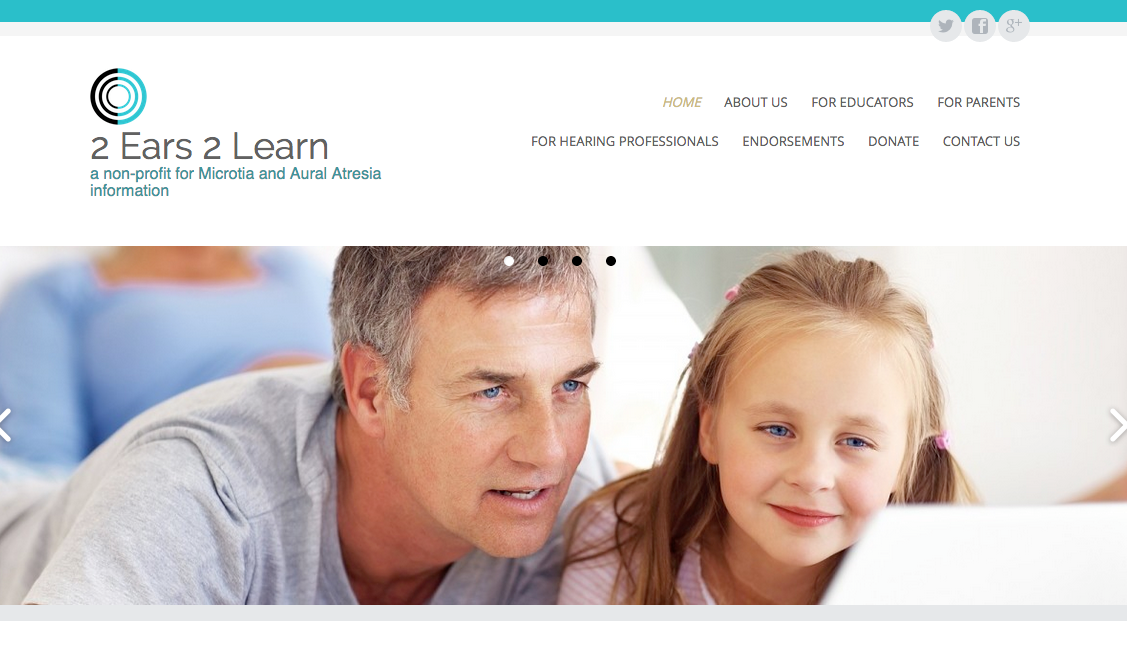 g+
2 Ears 2 Learn
a non-profit for Microtia and Aural Atresia
information
HOME ABOUT US FOR EDUCATORS FOR PARENTS
FOR HEARING PROFESSIONALS ENDORSEMENTS DONATE CONTACT US